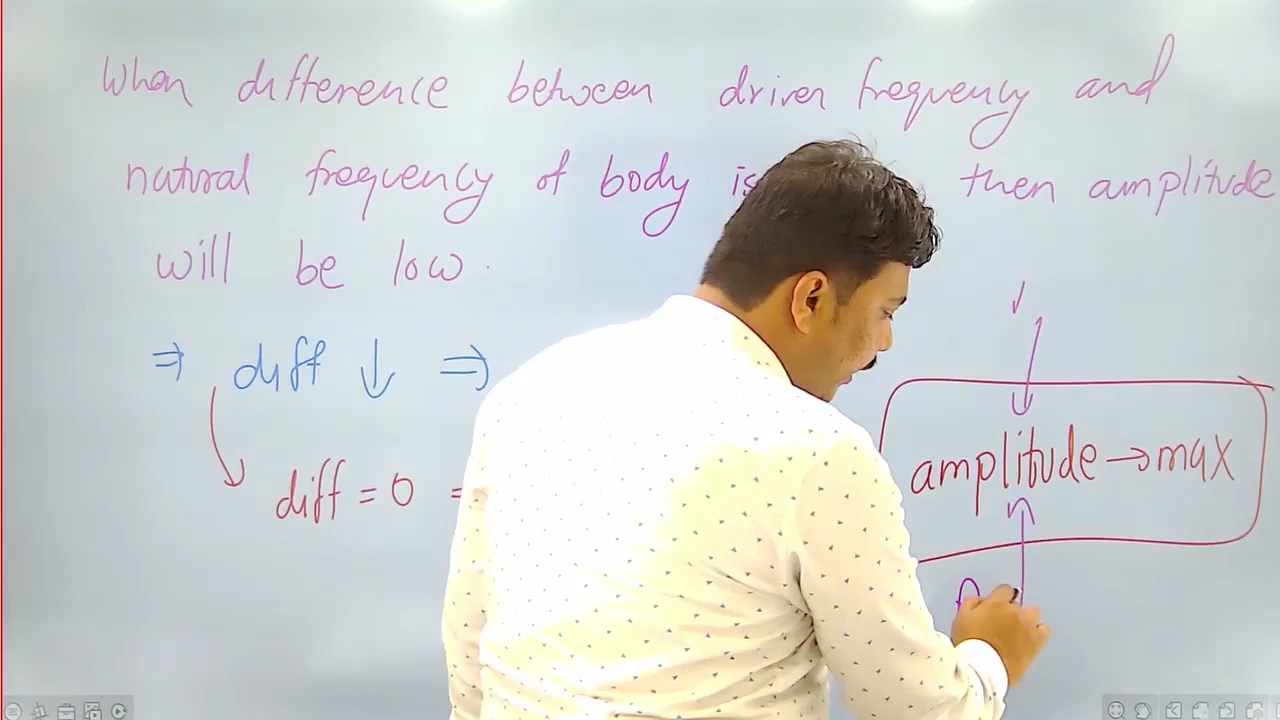 When difference between driven frequency and
natural frequency of body is then amplitude
will be low.
⇒ diff ↓ ⇒
amplitude → max
diff = 0 =